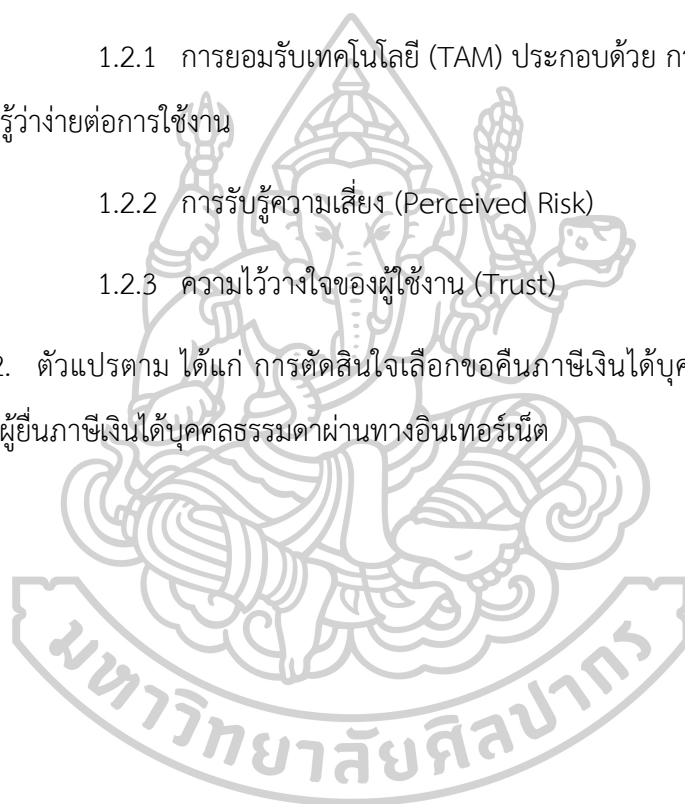 1.2.1 การยอมรับเทคโนโลยี (TAM) ประกอบด้วย
รู้ว่าง่ายต่อการใช้งาน
1.2.2 การรับรู้ความเสี่ยง (Perceived Risk)
1.2.3 ความไว้วางใจของผู้ใช้งาน (Trust)
2. ตัวแปรตาม ได้แก่ การตัดสินใจเลือกขอคืนภาษีเงินได้
ผู้ยื่นภาษีเงินได้บุคคลธรรมดาผ่านทางอินเทอร์เน็ต
มหาวิทยาลัยศิลปากร